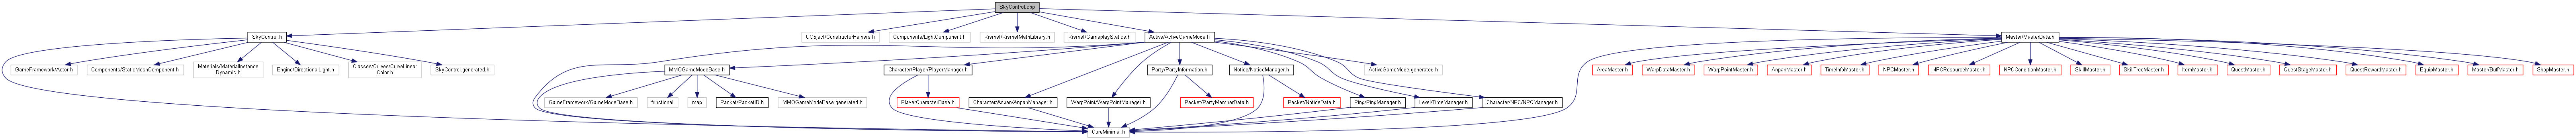 SkyControl.cpp
SkyControl.h
UObject/ConstructorHelpers.h
Components/LightComponent.h
Kismet/KismetMathLibrary.h
Kismet/GameplayStatics.h
Active/ActiveGameMode.h
Master/MasterData.h
GameFramework/Actor.h
Components/StaticMeshComponent.h
Materials/MaterialInstance
Dynamic.h
Engine/DirectionalLight.h
Classes/Curves/CurveLinear
Color.h
SkyControl.generated.h
MMOGameModeBase.h
Character/Player/PlayerManager.h
Party/PartyInformation.h
Notice/NoticeManager.h
ActiveGameMode.generated.h
AreaMaster.h
WarpDataMaster.h
WarpPointMaster.h
AnpanMaster.h
TimeInfoMaster.h
NPCMaster.h
NPCResourceMaster.h
NPCConditionMaster.h
SkillMaster.h
SkillTreeMaster.h
ItemMaster.h
QuestMaster.h
QuestStageMaster.h
QuestRewardMaster.h
EquipMaster.h
Master/BuffMaster.h
ShopMaster.h
GameFramework/GameModeBase.h
functional
map
Packet/PacketID.h
MMOGameModeBase.generated.h
PlayerCharacterBase.h
Character/Anpan/AnpanManager.h
WarpPoint/WarpPointManager.h
Packet/PartyMemberData.h
Packet/NoticeData.h
Ping/PingManager.h
Level/TimeManager.h
Character/NPC/NPCManager.h
CoreMinimal.h